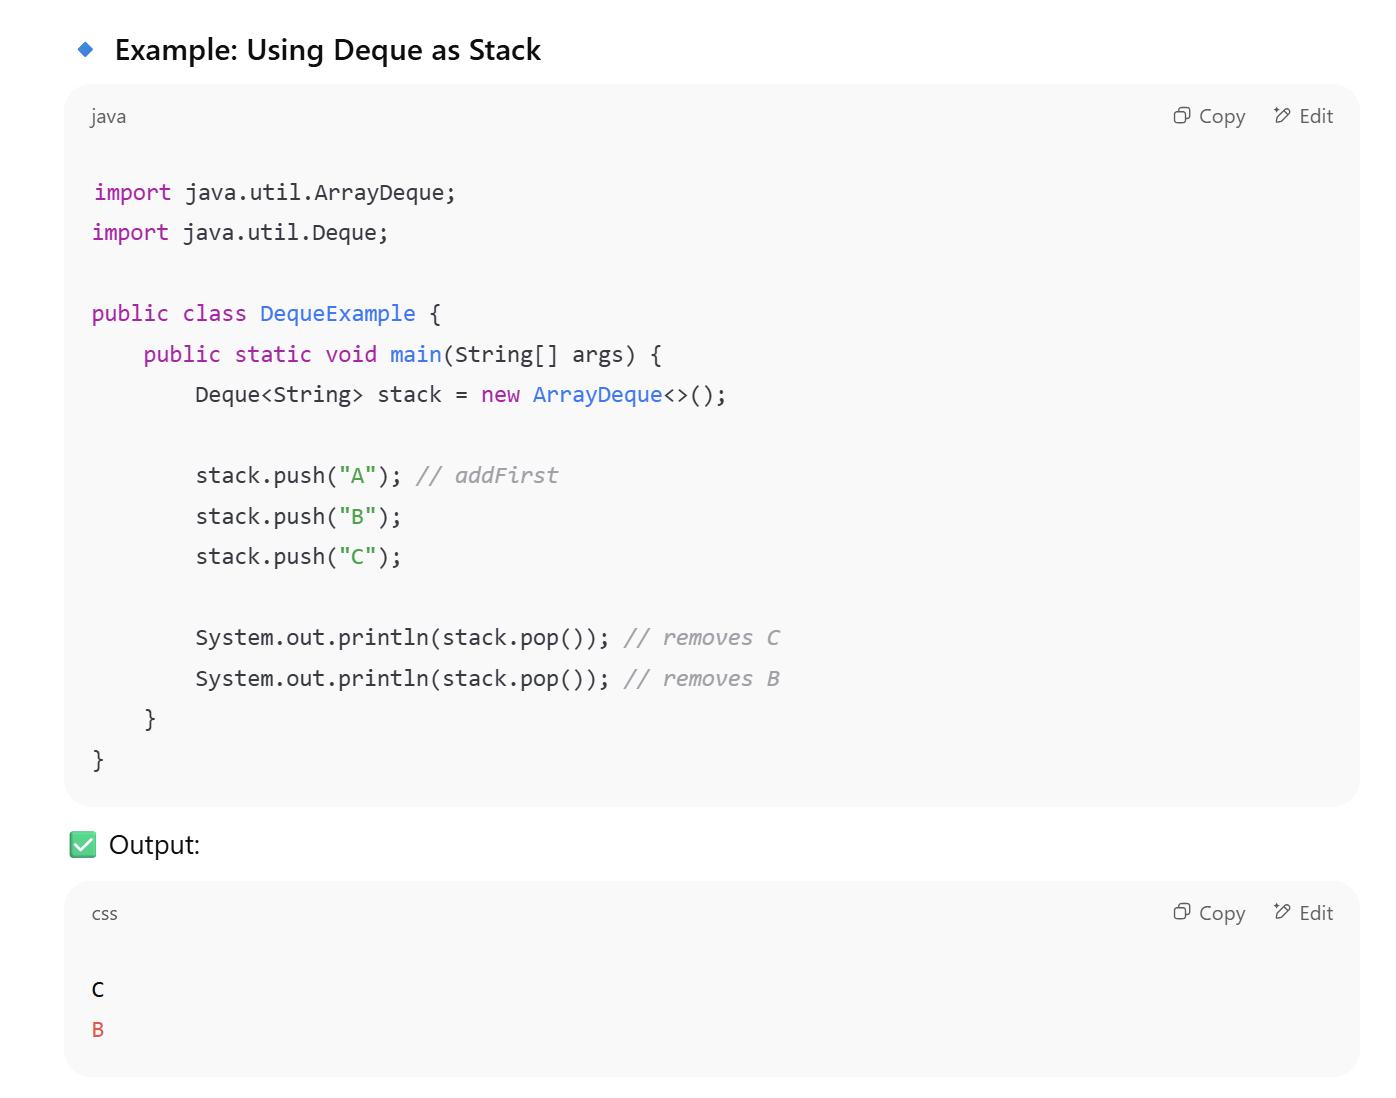 Example: Using Deque as Stack
java
Copy
Edit
import java.util.ArrayDeque;
import java.util.Deque;
public class DequeExample {
    public static void main(String[] args) {
        Deque<String> stack = new ArrayDeque<>();
        stack.push("A"); // addFirst
        stack.push("B");
        stack.push("C");
        System.out.println(stack.pop()); // removes C
        System.out.println(stack.pop()); // removes B
    }
}
Output:
css
Copy
Edit
C
B